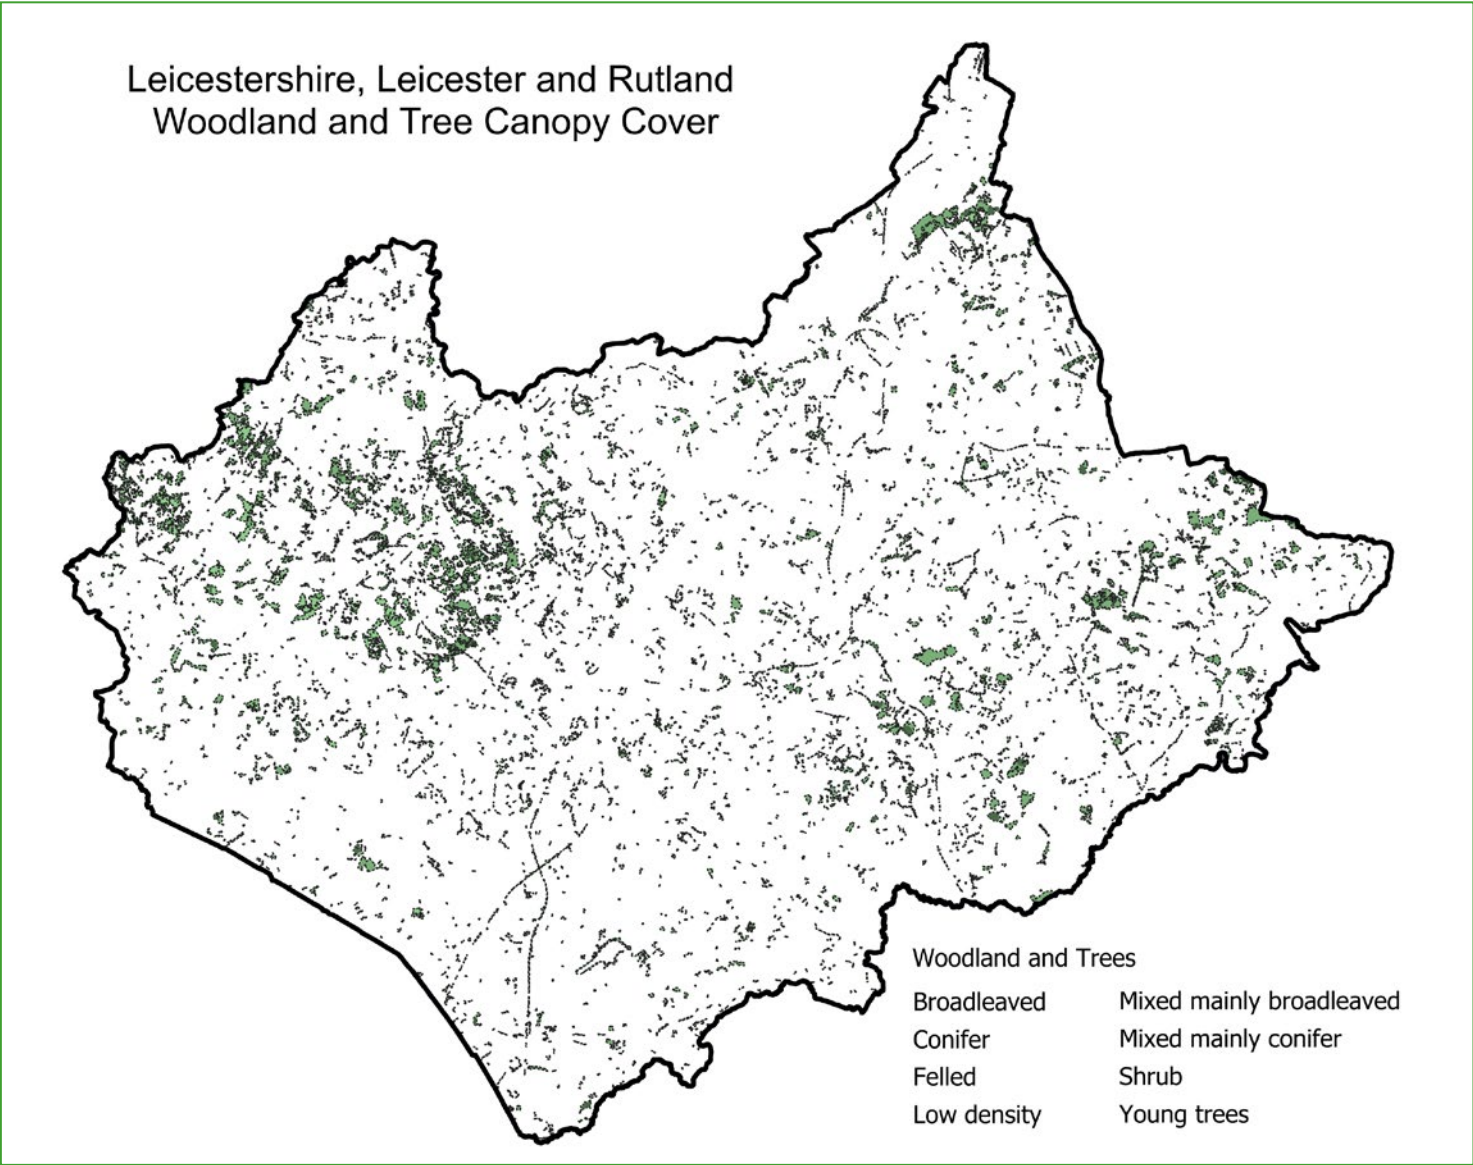 Leicestershire, Leicester and Rutland
Woodland and Tree Canopy Cover
Woodland and Trees
Broadleaved
Conifer
Felled
Low density
Mixed mainly broadleaved
Mixed mainly conifer
Shrub
Young trees